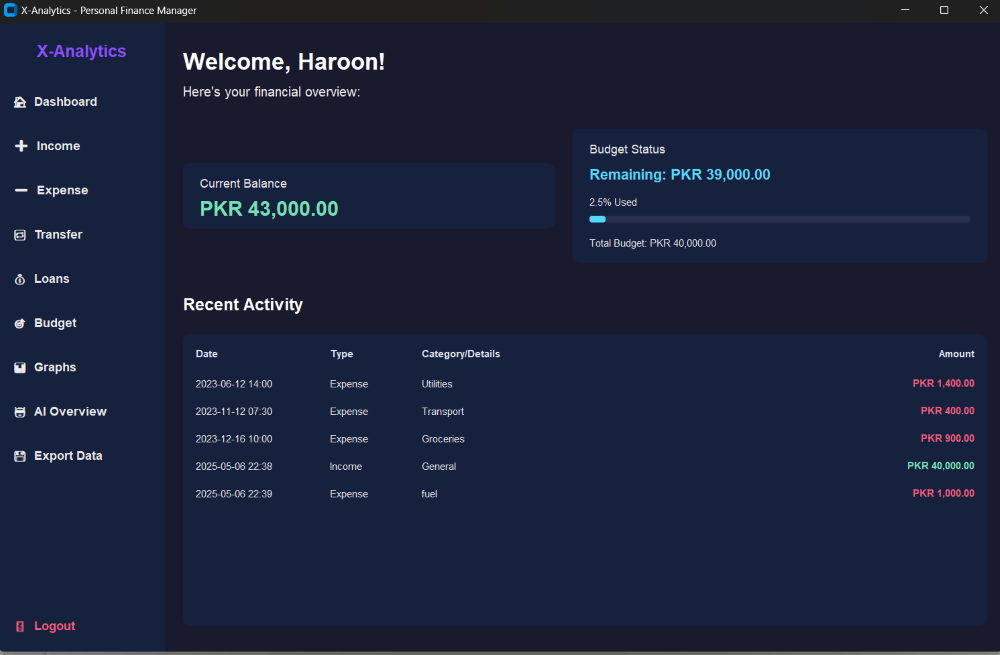 X-Analytics - Personal Finance Manager
X-Analytics
Dashboard
Income
Expense
Transfer
Loans
Budget
Graphs
AI Overview
Export Data
Logout
Welcome, Haroon!
Here's your financial overview:
Current Balance
PKR 43,000.00
Budget Status
Remaining: PKR 39,000.00
2.5% Used
Total Budget: PKR 40,000.00
Recent Activity
Date Type Category/Details Amount
2023-06-12 14:00 Expense Utilities PKR 1,400.00
2023-11-12 07:30 Expense Transport PKR 400.00
2023-12-16 10:00 Expense Groceries PKR 900.00
2025-05-06 22:38 Income General PKR 40,000.00
2025-05-06 22:39 Expense fuel PKR 1,000.00